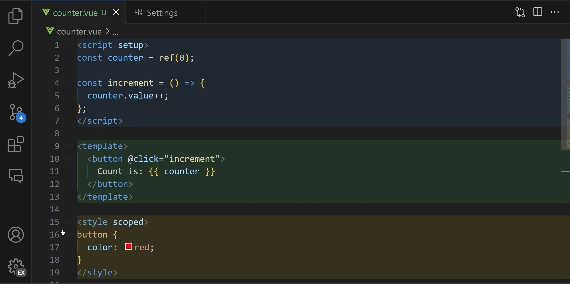 counter.vue U
Settings
counter.vue > ...
1 <script setup>
2 const counter = ref(0);
3
4 const increment = () => {
5 counter.value++;
6 };
7 </script>
8
9 <template>
10 <button @click="increment">
11 Count is: {{ counter }}
12 </button>
13 </template>
14
15 <style scoped>
16 button {
17 color: red;
18 }
19 </style>
4
EX